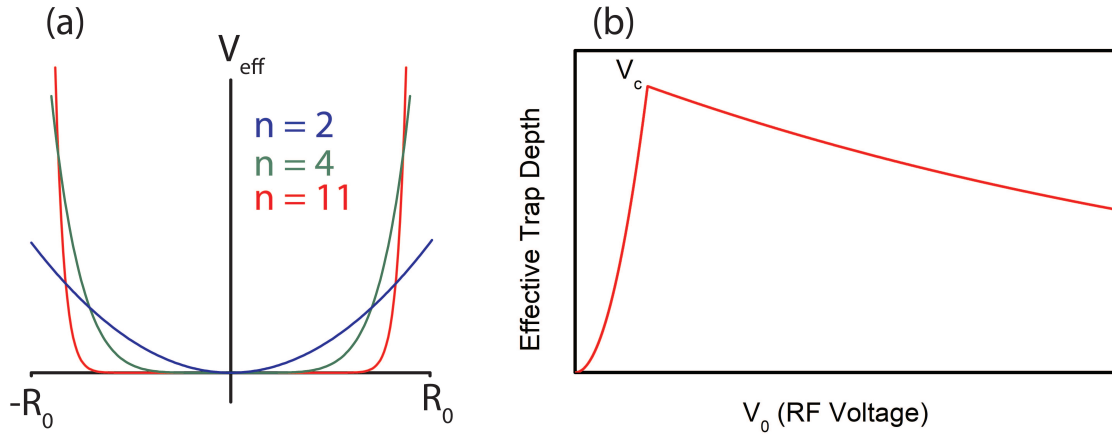 (a)
V_eff
n = 2
n = 4
n = 11
-R_0
R_0
(b)
V_c
Effective Trap Depth
V_0 (RF Voltage)